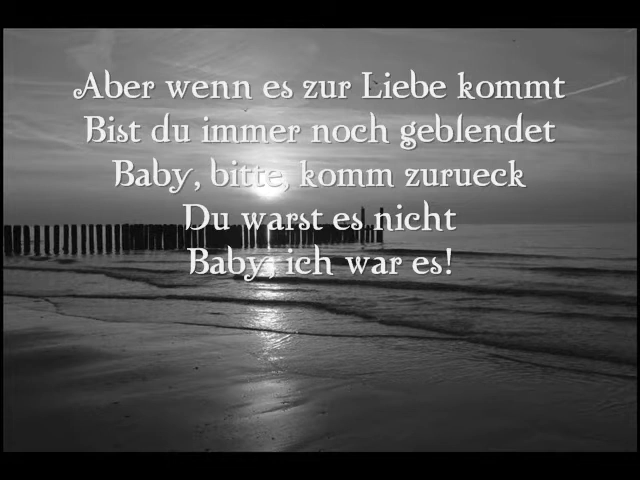 Aber wenn es zur Liebe kommt
Bist du immer noch geblendet
Baby, bitte, komm zurueck
Du warst es nicht
Baby, ich war es!